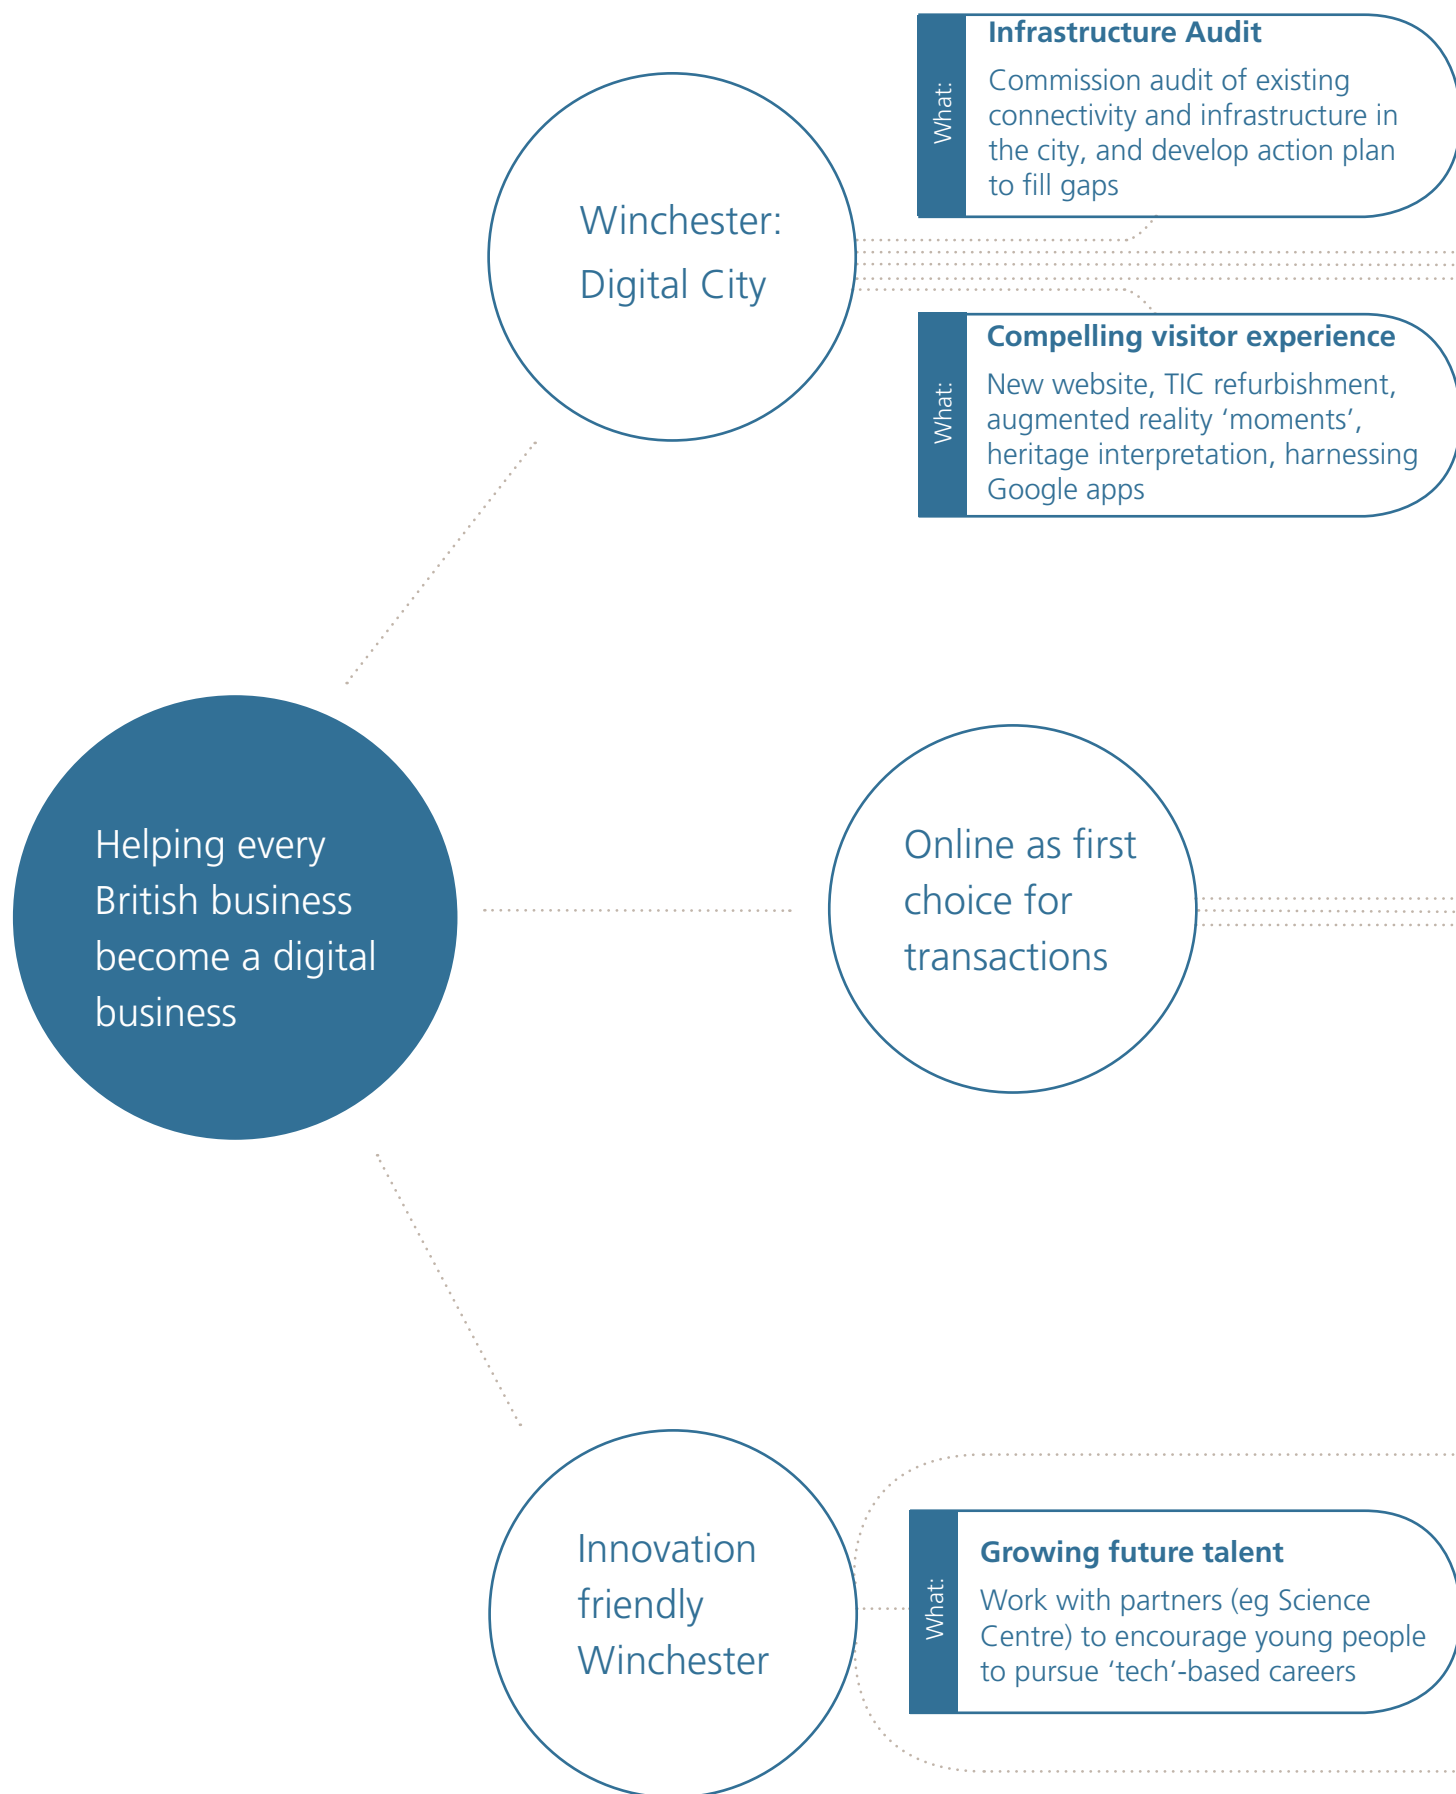 Infrastructure Audit
What:
Commission audit of existing
connectivity and infrastructure in
the city, and develop action plan
to fill gaps
Winchester:
Digital City
Compelling visitor experience
What:
New website, TIC refurbishment,
augmented reality ‘moments’,
heritage interpretation, harnessing
Google apps
Helping every
British business
become a digital
business
Online as first
choice for
transactions
Innovation
friendly
Winchester
Growing future talent
What:
Work with partners (eg Science
Centre) to encourage young people
to pursue ‘tech’-based careers